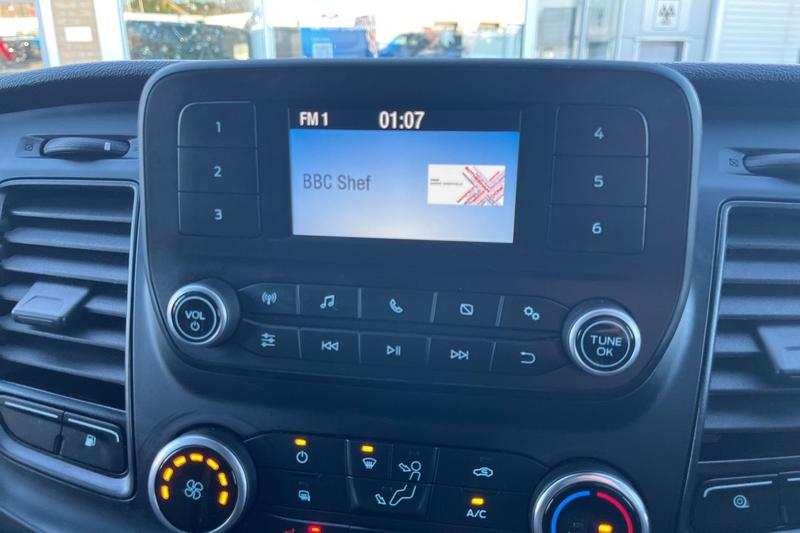 FM 1 01:07
1
2
3
BBC Shef
4
5
6
VOL
TUNE
OK
A/C